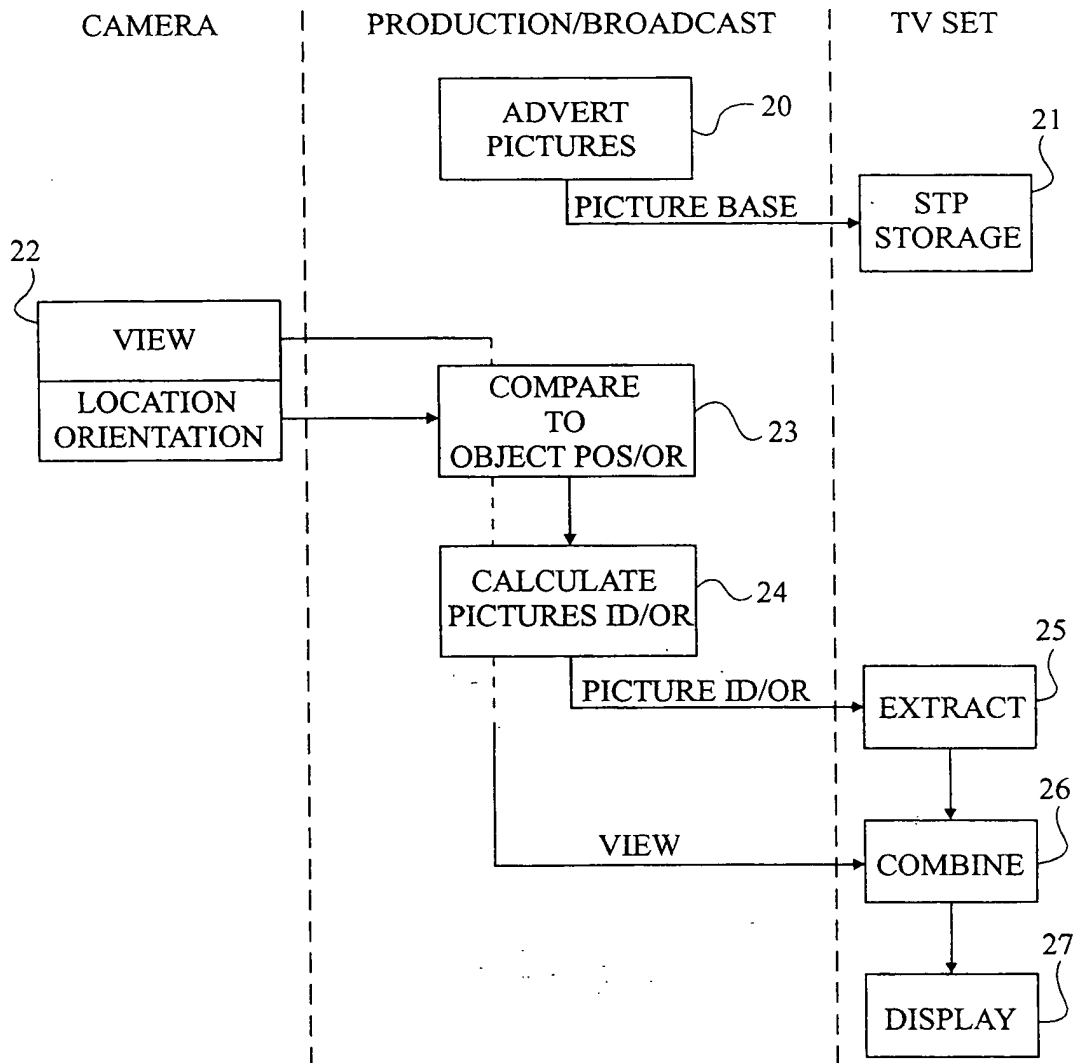 CAMERA
PRODUCTION/BROADCAST
TV SET
ADVERT
PICTURES
20
21
PICTURE BASE
STP
STORAGE
22
VIEW
LOCATION
ORIENTATION
COMPARE
TO
OBJECT POS/OR
23
CALCULATE
PICTURES ID/OR
24
25
PICTURE ID/OR
EXTRACT
26
VIEW
COMBINE
27
DISPLAY